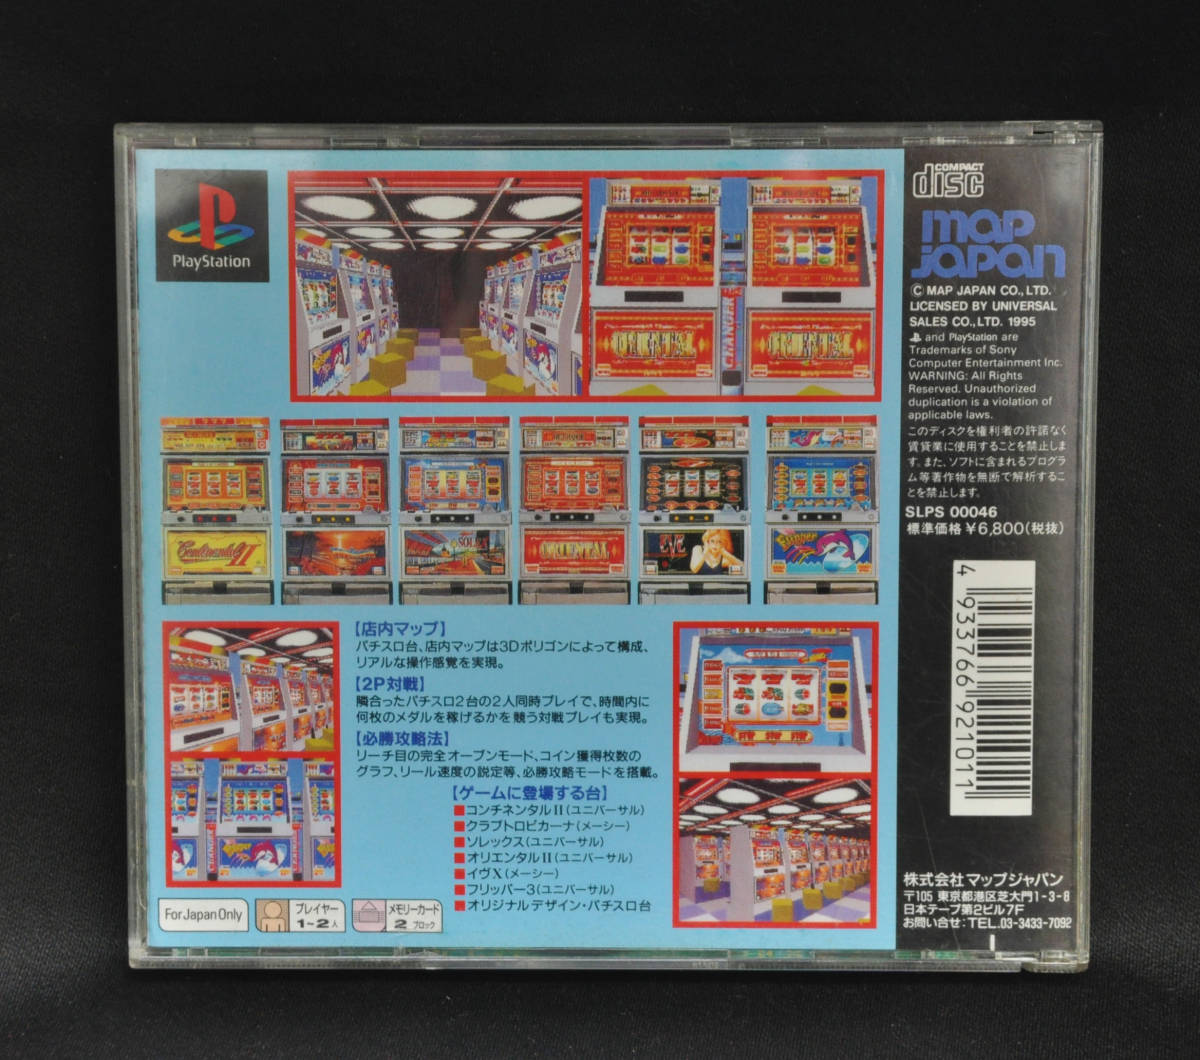 PlayStation
CHANGER
ORIENTAL
ORIENTAL
Continental II
SOLEX
ORIENTAL
EVE
Flipper
【店内マップ】
パチスロ台、店内マップは3Dポリゴンによって構成、
リアルな操作感覚を実現。
【2P対戦】
隣合ったパチスロ2台の2人同時プレイで、時間内に
何枚のメダルを稼げるかを競う対戦プレイも実現。
【必勝攻略法】
リーチ目の完全オープンモード、コイン獲得枚数の
グラフ、リール速度の設定等、必勝攻略モードを搭載。
【ゲームに登場する台】
■コンチネンタルII(ユニバーサル)
■クラブトロピカーナ(メーシー)
■ソレックス(ユニバーサル)
■オリエンタルII(ユニバーサル)
■イヴX(メーシー)
■フリッパー3(ユニバーサル)
■オリジナルデザイン・パチスロ台
For Japan Only
プレイヤー
1~2人
メモリーカード
2 ブロック
COMPACT
disc
map
japan
© MAP JAPAN CO., LTD.
LICENSED BY UNIVERSAL
SALES CO., LTD. 1995
and PlayStation are
Trademarks of Sony
Computer Entertainment Inc.
WARNING: All Rights
Reserved. Unauthorized
duplication is a violation of
applicable laws.
このディスクを権利者の許諾なく
賃貸業に使用することを禁止しま
す。また、ソフトに含まれるプログラ
ム等著作物を無断で解析するこ
とを禁止します。
SLPS 00046
標準価格 ¥6,800(税抜)
4 933766 921011
株式会社マップジャパン
〒105 東京都港区芝大門1-3-8
日本テープ第2ビル7F
お問い合せ:TEL.03-3433-7092